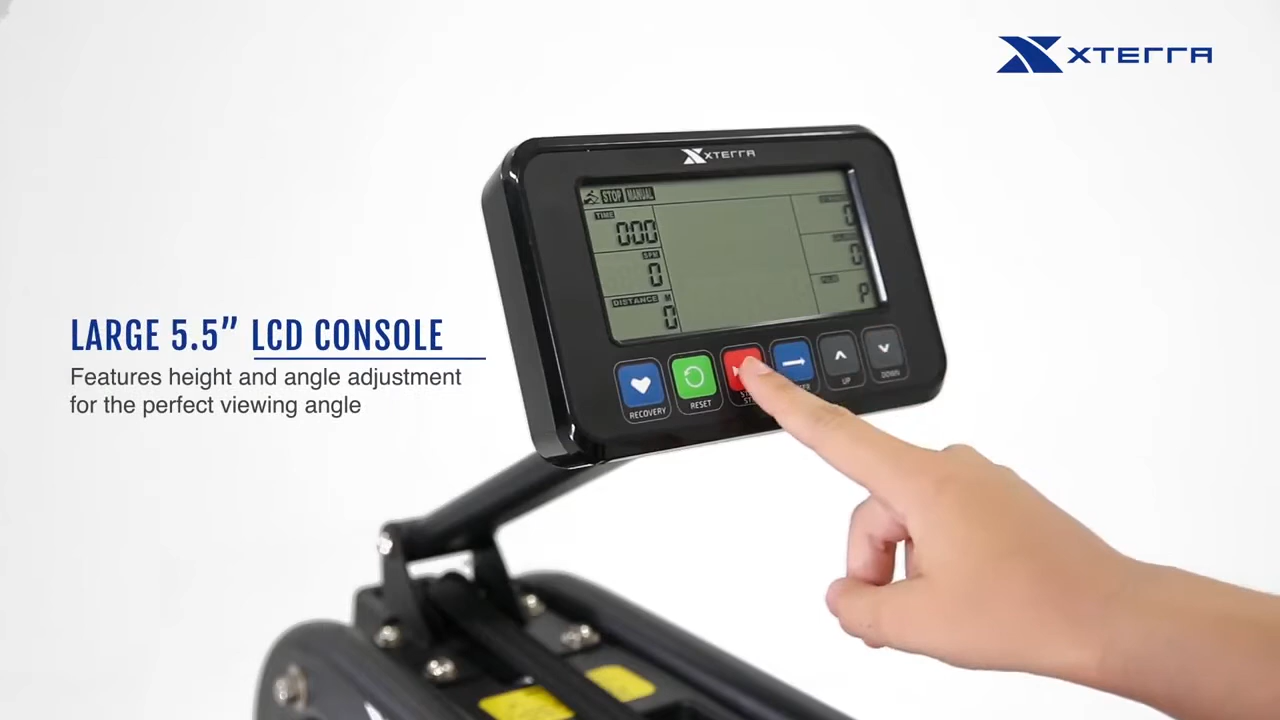 XTERRA
XTERRA
STOP MANUAL
TIME
000
SPM
0
DISTANCE M
0
0
0
P
LARGE 5.5” LCD CONSOLE
Features height and angle adjustment
for the perfect viewing angle
RECOVERY
RESET
UP
DOWN